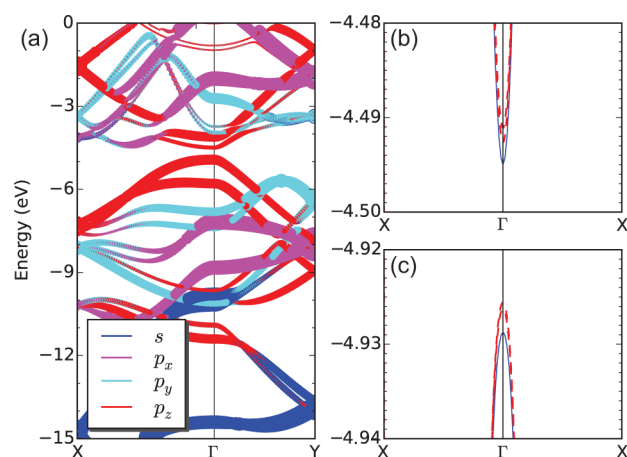 (a)
Energy (eV)
0
−3
−6
−9
−12
−15
X
Γ
Y
s
pₓ
p_y
p_z
(b)
−4.48
−4.49
−4.50
X
Γ
X
(c)
−4.92
−4.93
−4.94
X
Γ
X